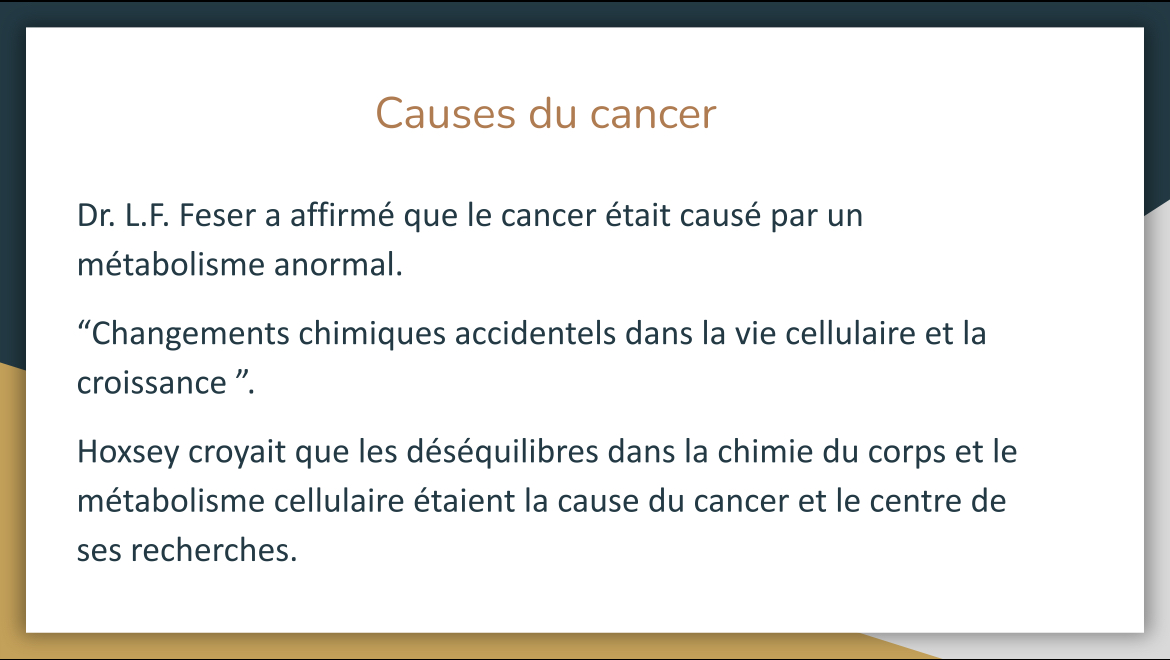 Causes du cancer
Dr. L.F. Feser a affirmé que le cancer était causé par un
métabolisme anormal.
“Changements chimiques accidentels dans la vie cellulaire et la
croissance ”.
Hoxsey croyait que les déséquilibres dans la chimie du corps et le
métabolisme cellulaire étaient la cause du cancer et le centre de
ses recherches.